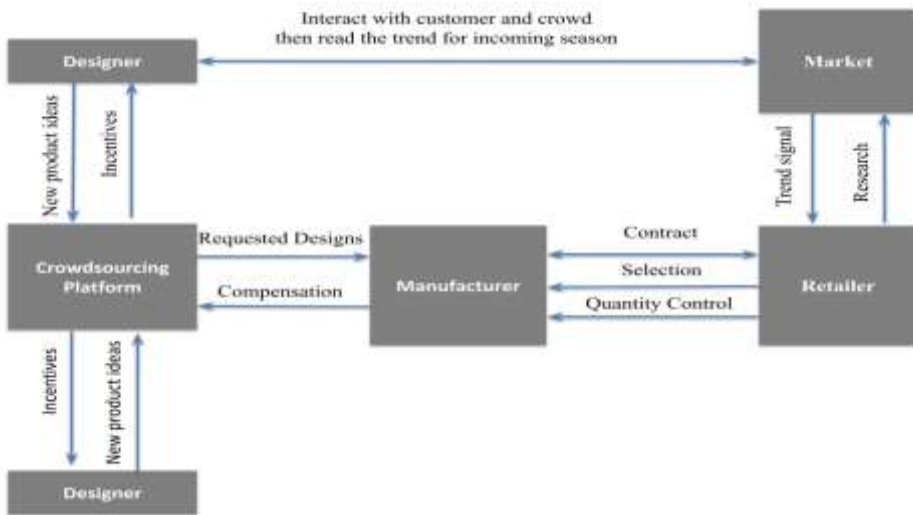 Interact with customer and crowd
then read the trend for incoming season
Designer
Market
New product ideas
Incentives
Trend signal
Research
Crowdsourcing
Platform
Requested Designs
Compensation
Manufacturer
Contract
Selection
Quantity Control
Retailer
Incentives
New product ideas
Designer